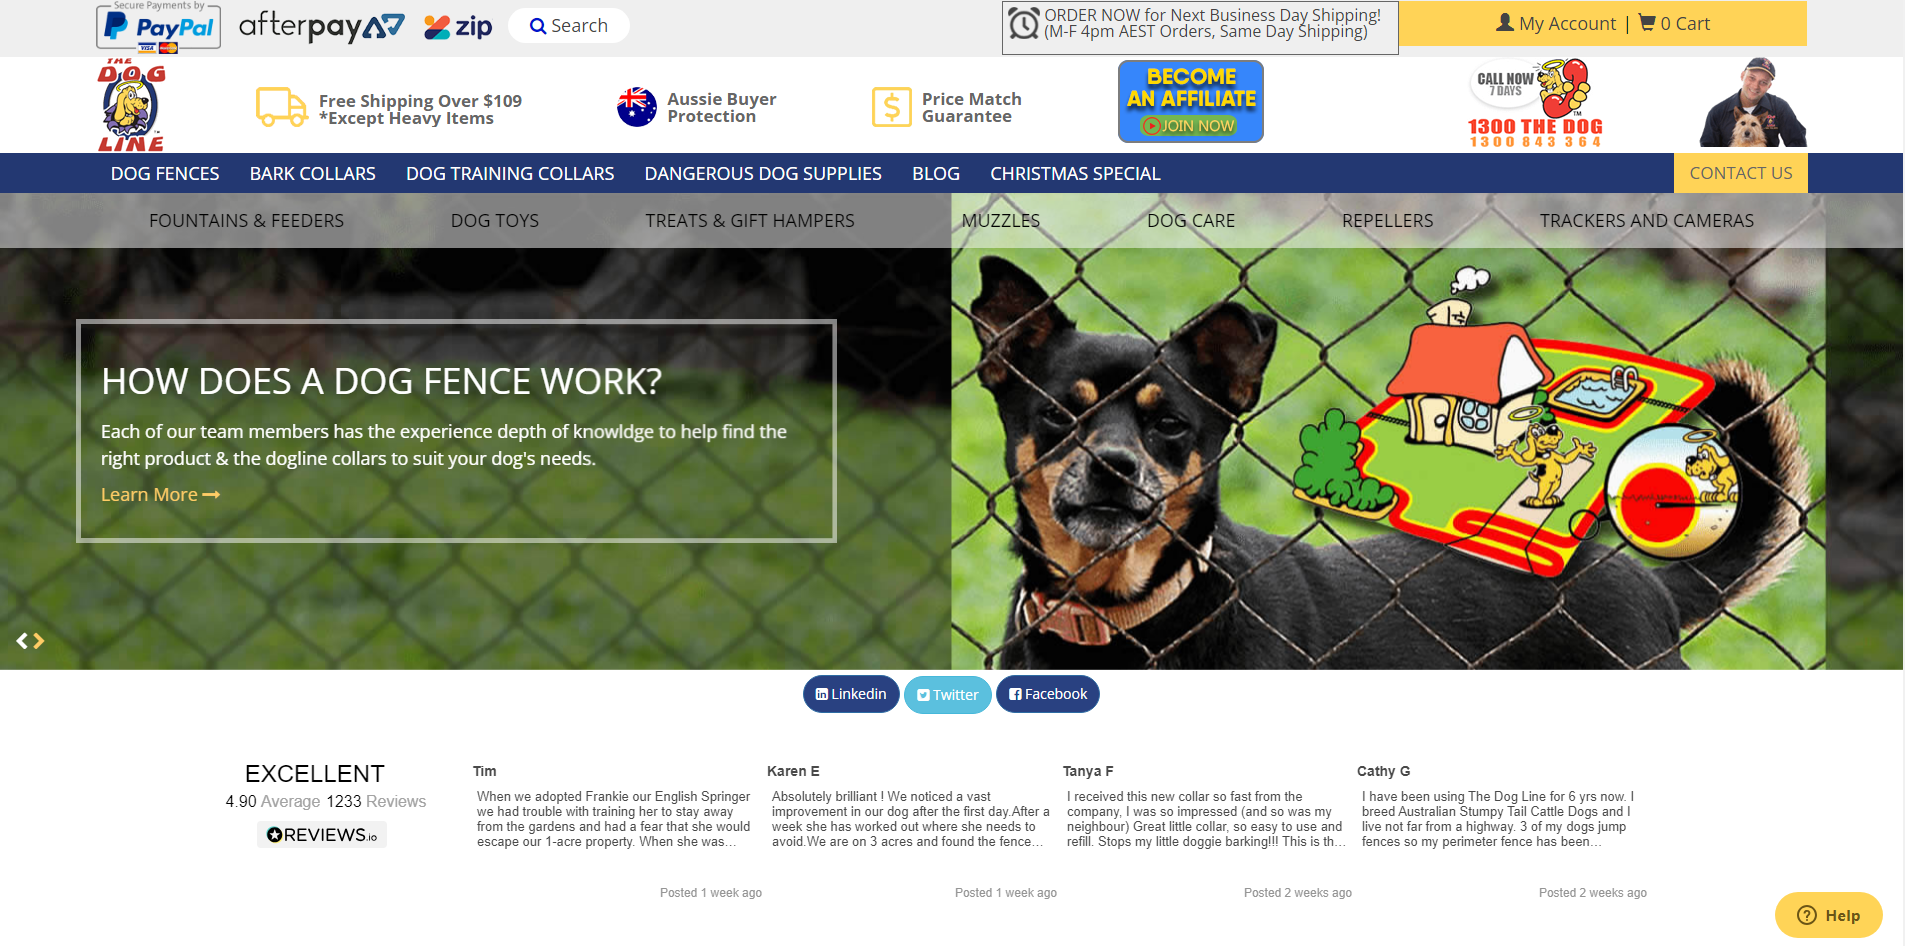 Secure Payments by
PayPal
VISA MasterCard
afterpay
zip
Search
ORDER NOW for Next Business Day Shipping!
(M-F 4pm AEST Orders, Same Day Shipping)
My Account | 0 Cart
THE
DOG
LINE
™
Free Shipping Over $109
*Except Heavy Items
Aussie Buyer
Protection
$
Price Match
Guarantee
BECOME
AN AFFILIATE
JOIN NOW
CALL NOW
7 DAYS
TM
1300 THE DOG
1300 843 364
DOG FENCES BARK COLLARS DOG TRAINING COLLARS DANGEROUS DOG SUPPLIES BLOG CHRISTMAS SPECIAL CONTACT US
FOUNTAINS & FEEDERS DOG TOYS TREATS & GIFT HAMPERS MUZZLES DOG CARE REPELLERS TRACKERS AND CAMERAS
HOW DOES A DOG FENCE WORK?
Each of our team members has the experience depth of knowldge to help find the
right product & the dogline collars to suit your dog's needs.
Learn More
Linkedin Twitter Facebook
EXCELLENT
4.90 Average 1233 Reviews
REVIEWS.io
Tim
When we adopted Frankie our English Springer
we had trouble with training her to stay away
from the gardens and had a fear that she would
escape our 1-acre property. When she was...
Posted 1 week ago
Karen E
Absolutely brilliant ! We noticed a vast
improvement in our dog after the first day.After a
week she has worked out where she needs to
avoid.We are on 3 acres and found the fence...
Posted 1 week ago
Tanya F
I received this new collar so fast from the
company, I was so impressed (and so was my
neighbour) Great little collar, so easy to use and
refill. Stops my little doggie barking!!! This is th...
Posted 2 weeks ago
Cathy G
I have been using The Dog Line for 6 yrs now. I
breed Australian Stumpy Tail Cattle Dogs and I
live not far from a highway. 3 of my dogs jump
fences so my perimeter fence has been...
Posted 2 weeks ago
Help